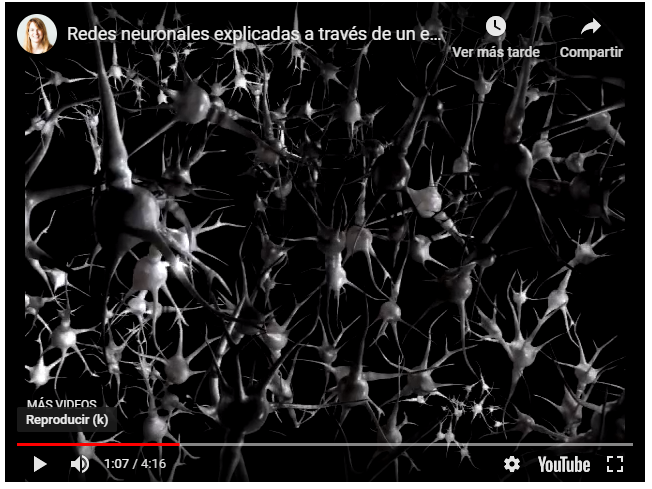 Redes neuronales explicadas a través de un e...
Ver más tarde
Compartir
MÁS VIDEOS
Reproducir (k)
1:07 / 4:16
YouTube